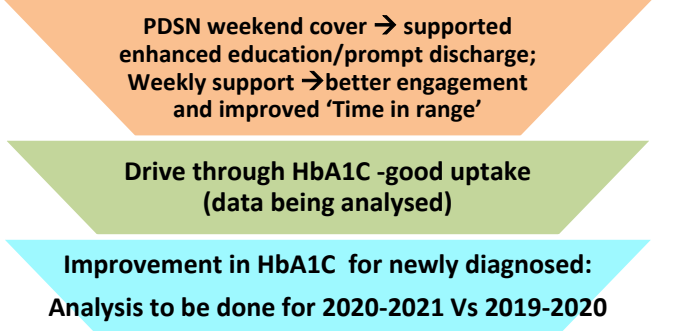 PDSN weekend cover → supported
enhanced education/prompt discharge;
Weekly support →better engagement
and improved ‘Time in range’
Drive through HbA1C -good uptake
(data being analysed)
Improvement in HbA1C for newly diagnosed:
Analysis to be done for 2020-2021 Vs 2019-2020